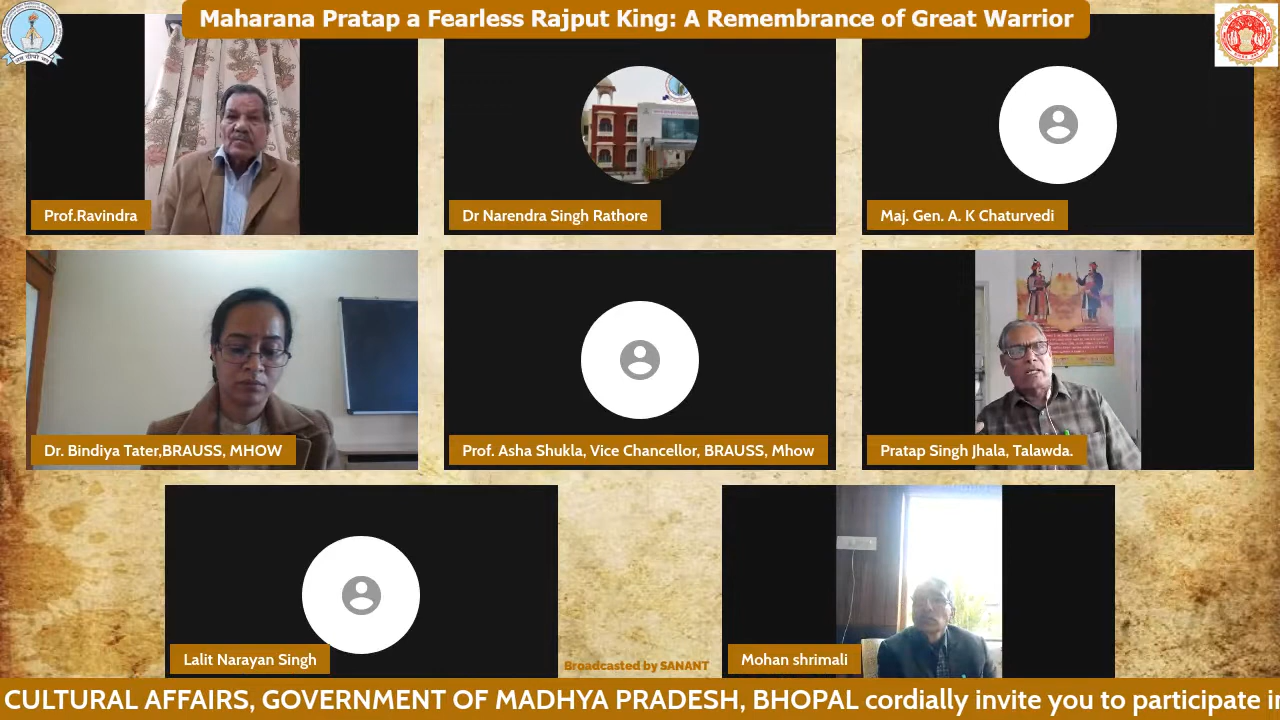 Maharana Pratap a Fearless Rajput King: A Remembrance of Great Warrior
Prof.Ravindra
Dr Narendra Singh Rathore
Maj. Gen. A. K Chaturvedi
Dr. Bindiya Tater,BRAUSS, MHOW
Prof. Asha Shukla, Vice Chancellor, BRAUSS, Mhow
Pratap Singh Jhala, Talawda.
Lalit Narayan Singh
Broadcasted by SANANT
Mohan shrimali
CULTURAL AFFAIRS, GOVERNMENT OF MADHYA PRADESH, BHOPAL cordially invite you to participate in